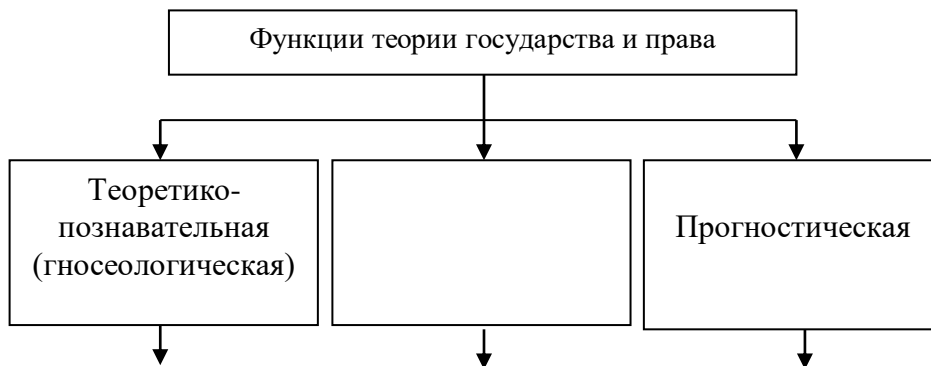 Функции теории государства и права
Теоретико-
познавательная
(гносеологическая)
Прогностическая